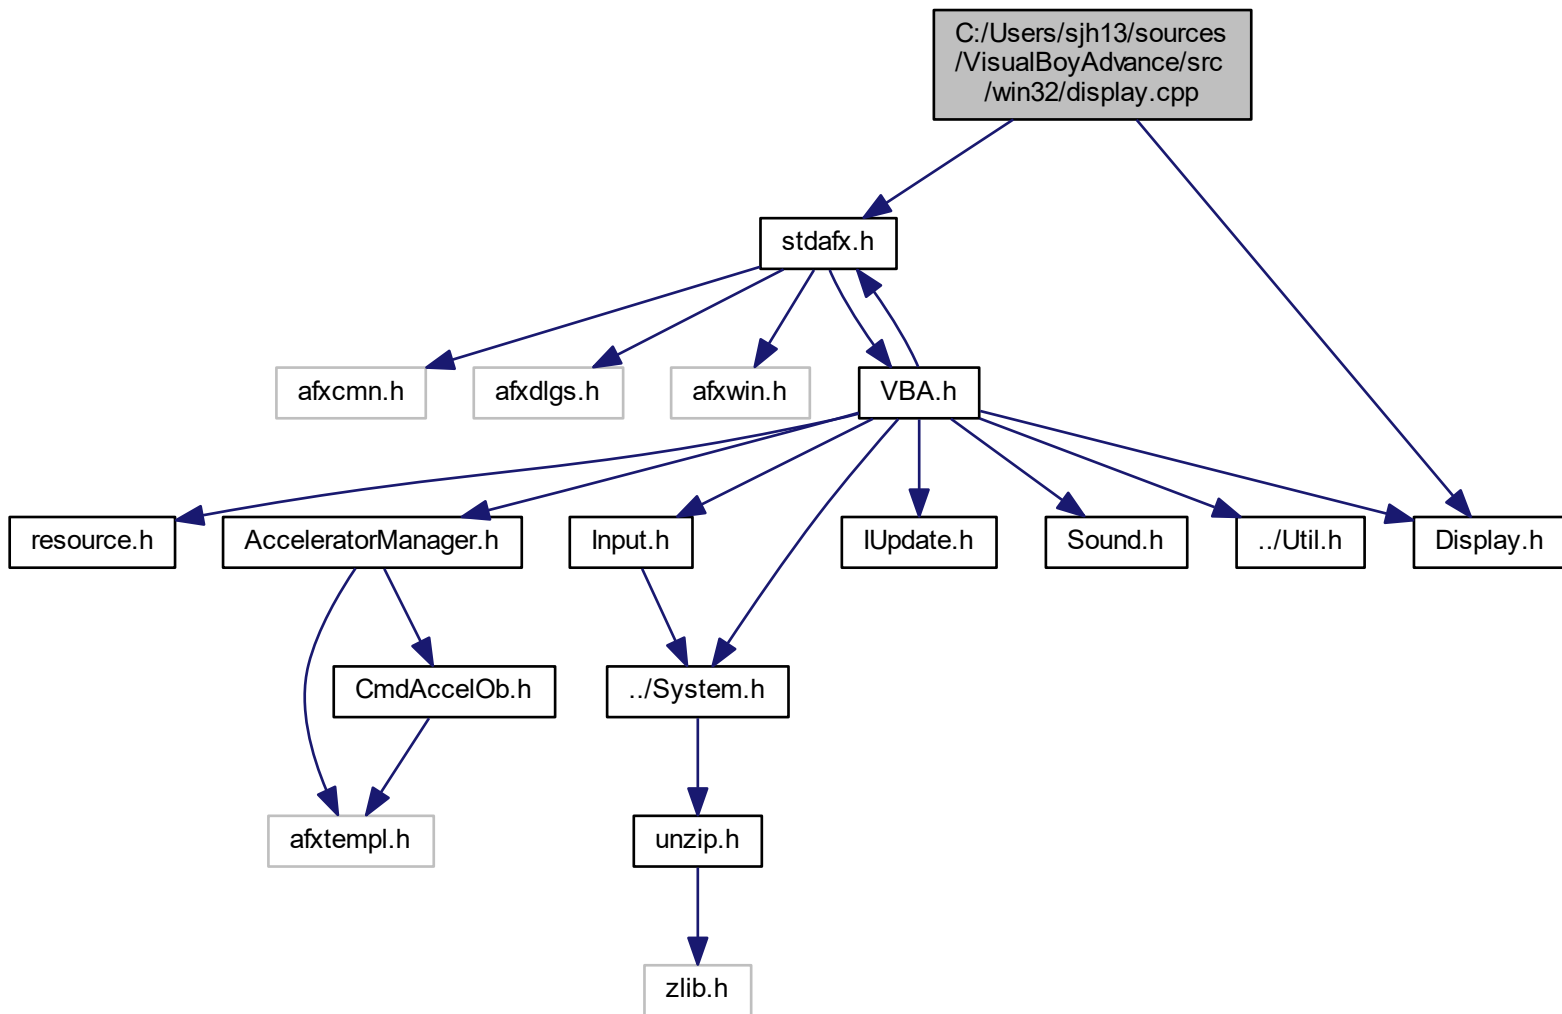 C:/Users/sjh13/sources
/VisualBoyAdvance/src
/win32/display.cpp
stdafx.h
afxcmn.h
afxdlgs.h
afxwin.h
VBA.h
resource.h
AcceleratorManager.h
Input.h
IUpdate.h
Sound.h
../Util.h
Display.h
CmdAccelOb.h
../System.h
afxtempl.h
unzip.h
zlib.h